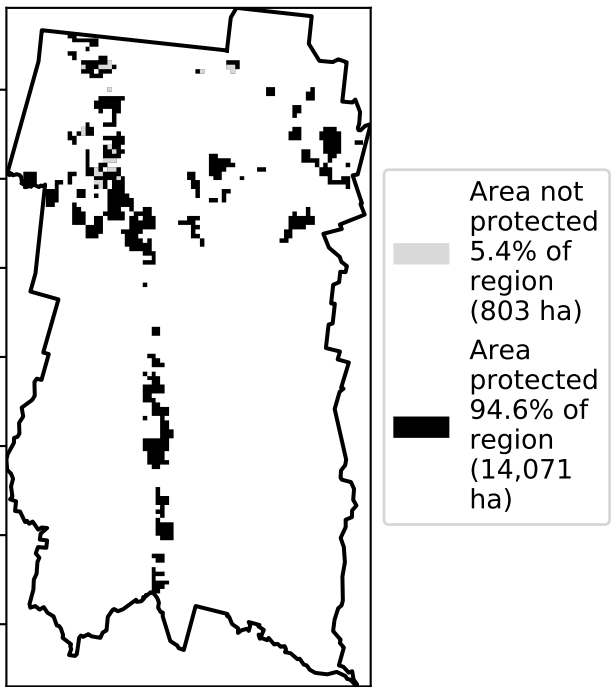 Area not
protected
5.4% of
region
(803 ha)
Area
protected
94.6% of
region
(14,071
ha)